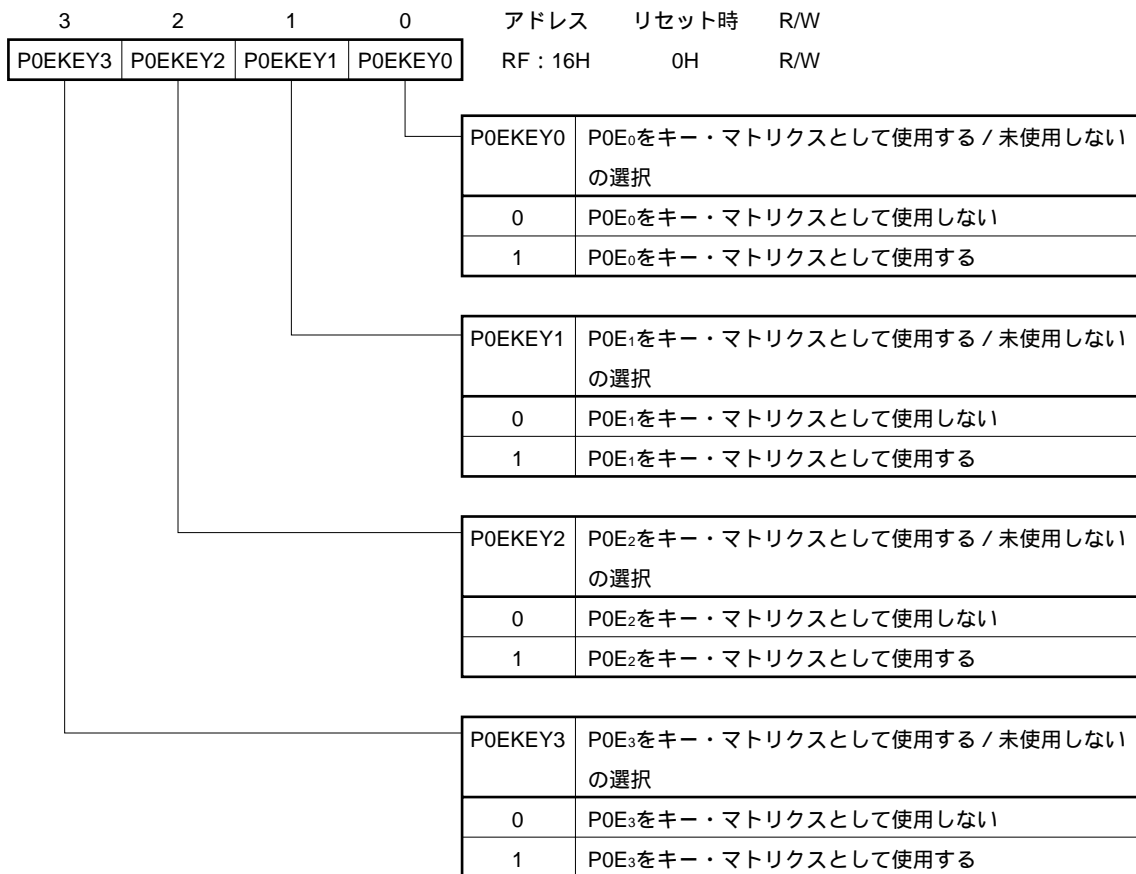 3 2 1 0 アドレス リセット時 R/W
P0EKEY3 P0EKEY2 P0EKEY1 P0EKEY0 RF：16H 0H R/W
P0EKEY0 P0E₀をキー・マトリクスとして使用する／未使用しない
の選択
0 P0E₀をキー・マトリクスとして使用しない
1 P0E₀をキー・マトリクスとして使用する
P0EKEY1 P0E₁をキー・マトリクスとして使用する／未使用しない
の選択
0 P0E₁をキー・マトリクスとして使用しない
1 P0E₁をキー・マトリクスとして使用する
P0EKEY2 P0E₂をキー・マトリクスとして使用する／未使用しない
の選択
0 P0E₂をキー・マトリクスとして使用しない
1 P0E₂をキー・マトリクスとして使用する
P0EKEY3 P0E₃をキー・マトリクスとして使用する／未使用しない
の選択
0 P0E₃をキー・マトリクスとして使用しない
1 P0E₃をキー・マトリクスとして使用する